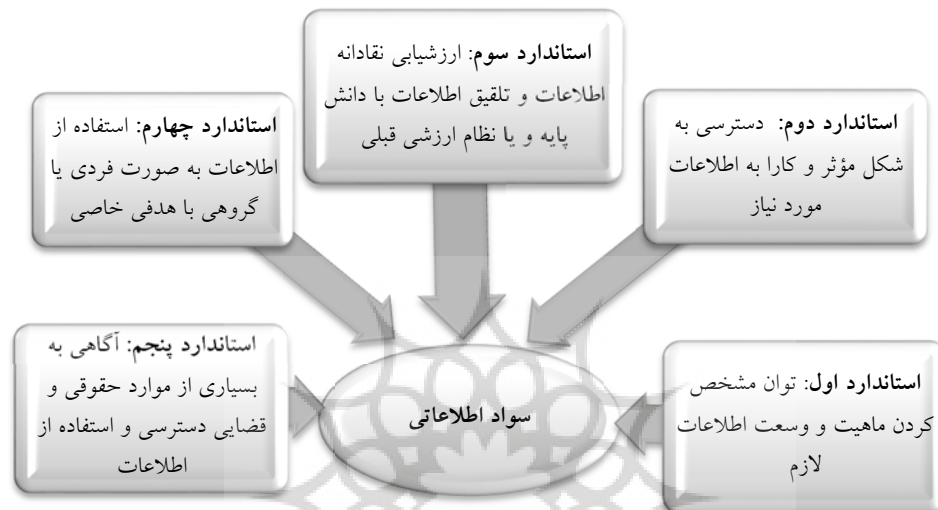 استاندارد سوم: ارزشیابی نقادانه
اطلاعات و تلقیق اطلاعات با دانش
پایه و یا نظام ارزشی قبلی
استاندارد دوم: دسترسی به
شکل مؤثر و کارا به اطلاعات
مورد نیاز
استاندارد چهارم: استفاده از
اطلاعات به صورت فردی یا
گروهی با هدفی خاصی
استاندارد اول: توان مشخص
کردن ماهیت و وسعت اطلاعات
لازم
سواد اطلاعاتی
استاندارد پنجم: آگاهی به
بسیاری از موارد حقوقی و
قضایی دسترسی و استفاده از
اطلاعات